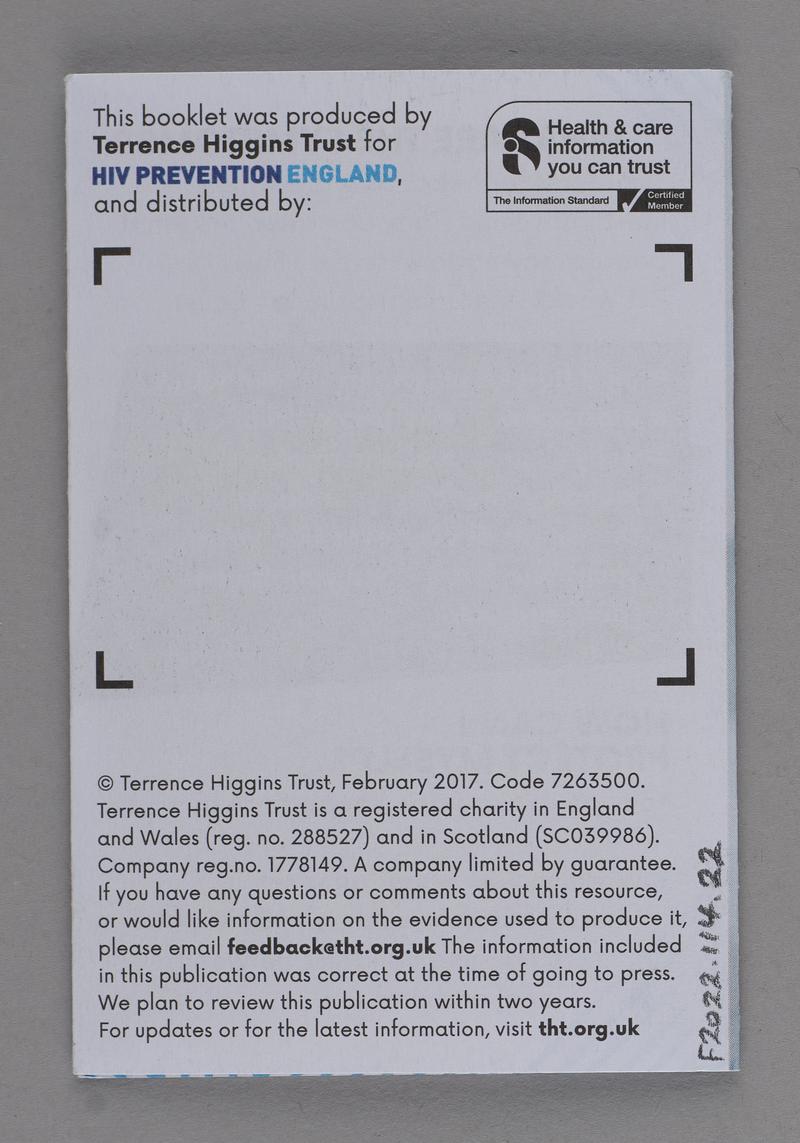 This booklet was produced by
Terrence Higgins Trust for
HIV PREVENTION ENGLAND,
and distributed by:
Health & care
information
you can trust
The Information Standard
Certified
Member
© Terrence Higgins Trust, February 2017. Code 7263500.
Terrence Higgins Trust is a registered charity in England
and Wales (reg. no. 288527) and in Scotland (SC039986).
Company reg.no. 1778149. A company limited by guarantee.
If you have any questions or comments about this resource,
or would like information on the evidence used to produce it,
please email feedback@tht.org.uk The information included
in this publication was correct at the time of going to press.
We plan to review this publication within two years.
For updates or for the latest information, visit tht.org.uk
F2022.114.22